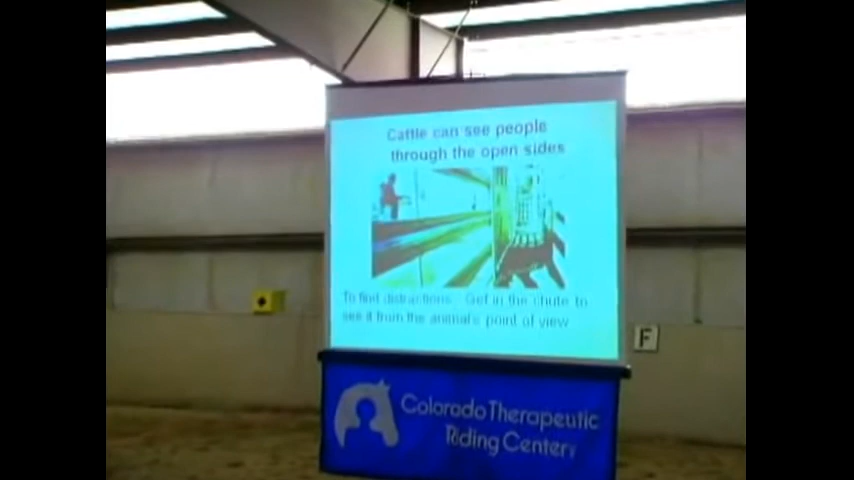 Cattle can see people
through the open sides
To find distractions: Get in the chute to
see it from the animal's point of view
F
Colorado Therapeutic
Riding Center